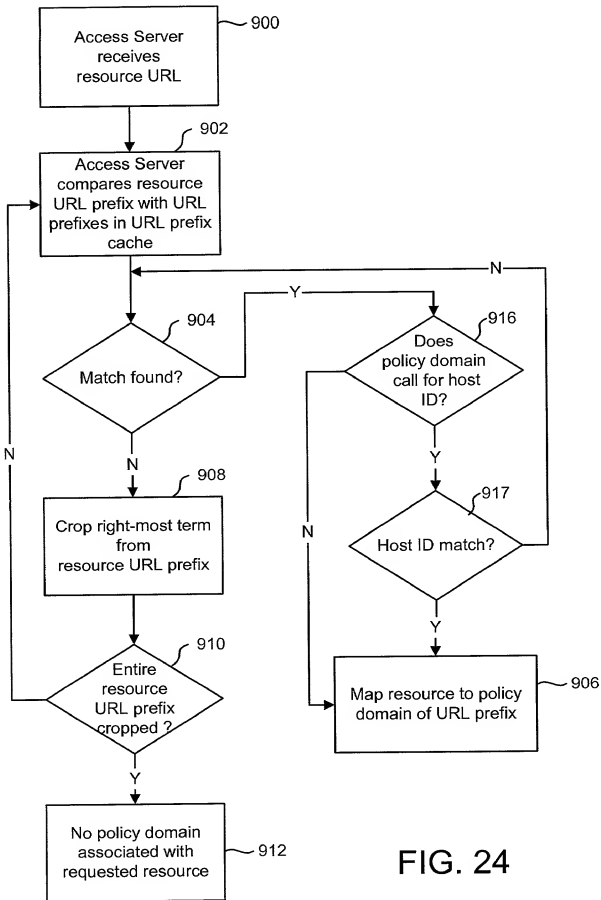 Access Server
receives
resource URL
900
902
Access Server
compares resource
URL prefix with URL
prefixes in URL prefix
cache
N
Y
904
Match found?
916
Does
policy domain
call for host
ID?
N
N
Y
908
917
Crop right-most term
from
resource URL prefix
N
Host ID match?
910
Y
Entire
resource
URL prefix
cropped ?
Map resource to policy
domain of URL prefix
906
Y
No policy domain
associated with
requested resource
912
FIG. 24